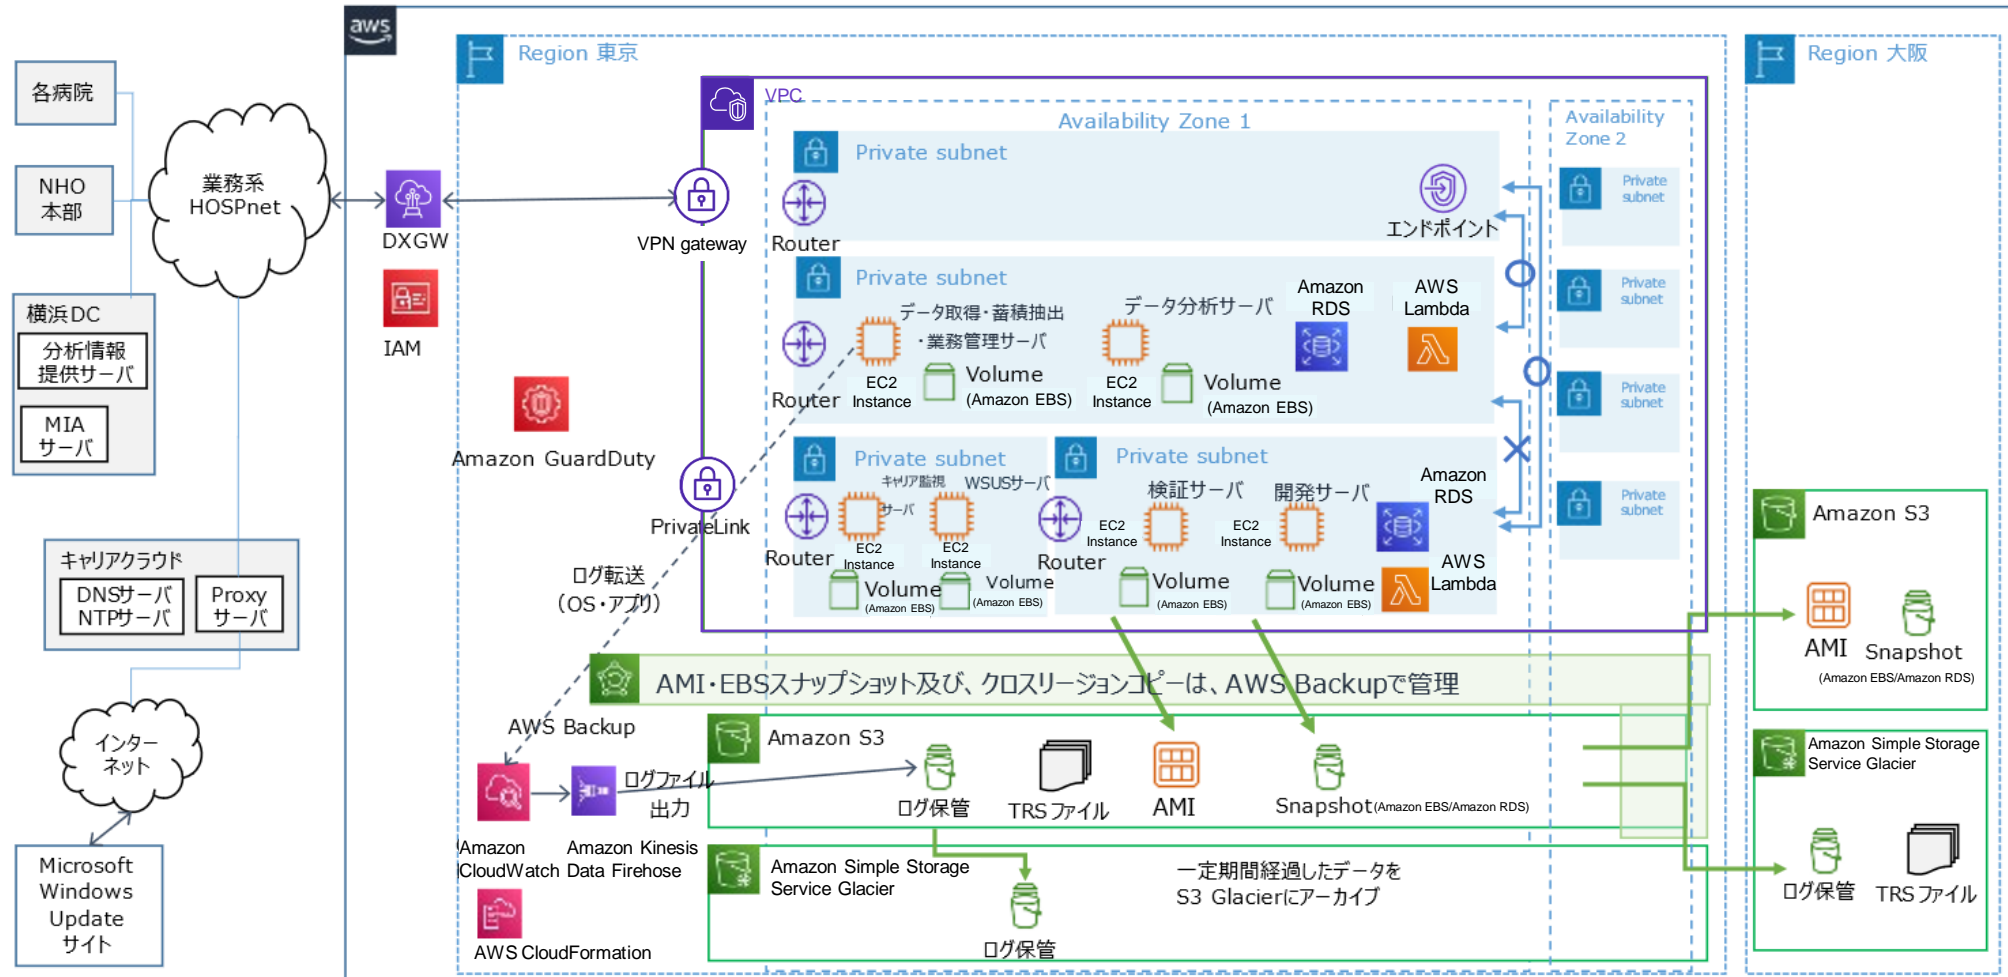 aws
Region 東京
Region 大阪
各病院
NHO
本部
業務系
HOSPnet
DXGW
IAM
VPC
VPN gateway
Availability Zone 1
Availability
Zone 2
Private subnet
Router
エンドポイント
Private
subnet
Private subnet
データ取得・蓄積抽出
・業務管理サーバ
データ分析サーバ
Amazon
RDS
AWS
Lambda
Router
EC2
Instance
Volume
(Amazon EBS)
EC2
Instance
Volume
(Amazon EBS)
Private
subnet
Private
subnet
横浜DC
分析情報
提供サーバ
MIA
サーバ
Amazon GuardDuty
PrivateLink
Private subnet
キャリア監視
サーバ
WSUSサーバ
Router
EC2
Instance
EC2
Instance
Volume
(Amazon EBS)
Volume
(Amazon EBS)
Private subnet
検証サーバ
開発サーバ
Amazon
RDS
Router
EC2
Instance
EC2
Instance
Volume
(Amazon EBS)
Volume
(Amazon EBS)
AWS
Lambda
Private
subnet
キャリアクラウド
DNSサーバ
NTPサーバ
Proxy
サーバ
ログ転送
（OS・アプリ）
インター
ネット
Microsoft
Windows
Update
サイト
AMI・EBSスナップショット及び、クロスリージョンコピーは、AWS Backupで管理
AWS Backup
Amazon S3
ログファイル
出力
ログ保管
TRSファイル
AMI
Snapshot(Amazon EBS/Amazon RDS)
Amazon
CloudWatch
Amazon Kinesis
Data Firehose
AWS CloudFormation
Amazon Simple Storage
Service Glacier
ログ保管
一定期間経過したデータを
S3 Glacierにアーカイブ
Amazon S3
AMI
Snapshot
(Amazon EBS/Amazon RDS)
Amazon Simple Storage
Service Glacier
ログ保管
TRSファイル